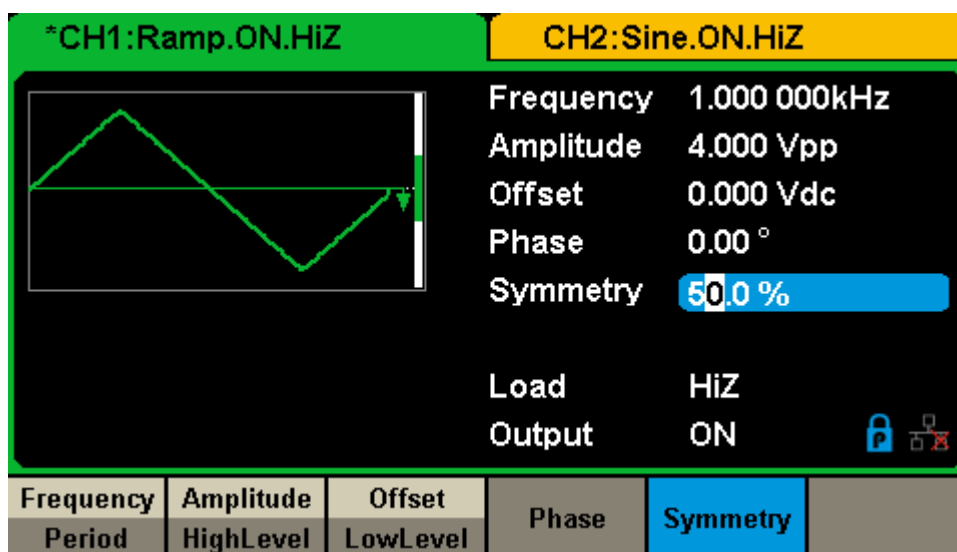 *CH1:Ramp.ON.HiZ CH2:Sine.ON.HiZ
Frequency 1.000 000kHz
Amplitude 4.000 Vpp
Offset 0.000 Vdc
Phase 0.00 °
Symmetry 50.0 %
Load HiZ
Output ON P
Frequency Amplitude Offset Phase Symmetry
Period HighLevel LowLevel